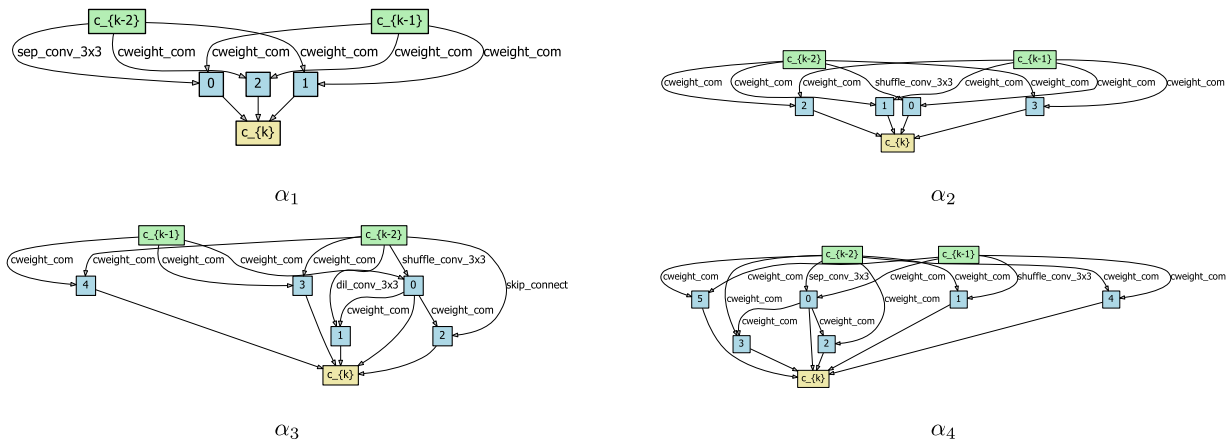 c_{k-2} c_{k-1}
sep_conv_3x3 cweight_com cweight_com cweight_com cweight_com cweight_com
0 2 1
c_{k}
α1
c_{k-2} c_{k-1}
cweight_com cweight_com cweight_com shuffle_conv_3x3 cweight_com cweight_com cweight_com cweight_com
2 1 0 3
c_{k}
α2
c_{k-1} c_{k-2}
cweight_com cweight_com cweight_com cweight_com cweight_com shuffle_conv_3x3
4 3 dil_conv_3x3 0 skip_connect
cweight_com cweight_com
1 2
c_{k}
α3
c_{k-2} c_{k-1}
cweight_com cweight_com sep_conv_3x3 cweight_com cweight_com shuffle_conv_3x3 cweight_com cweight_com
5 cweight_com 0 cweight_com 1 4
cweight_com cweight_com
3 2
c_{k}
α4